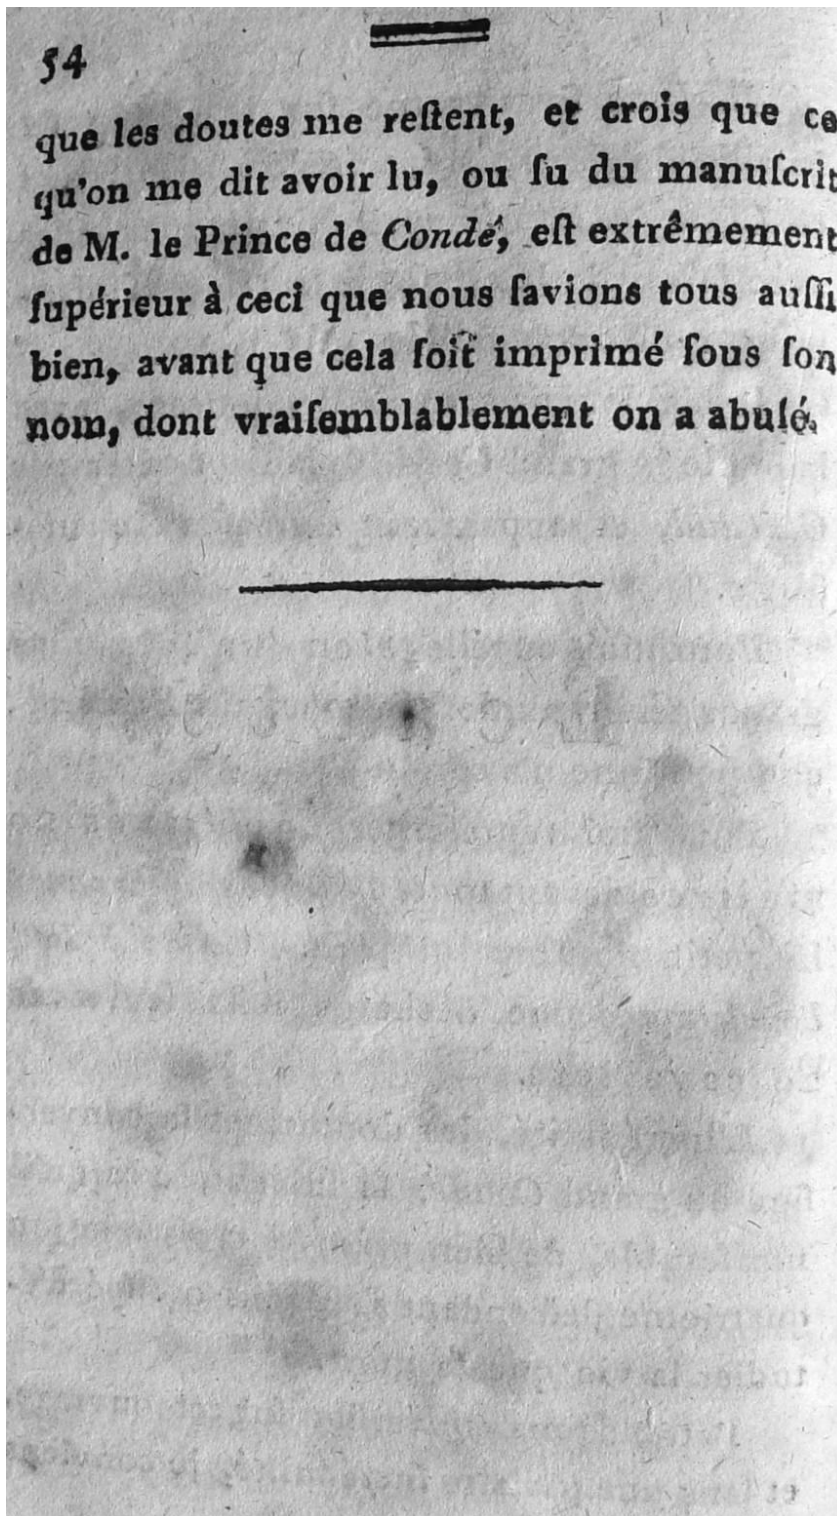 54
que les doutes me reſtent, et crois que ce
qu'on me dit avoir lu, ou ſu du manuſcrit
de M. le Prince de Condé, eſt extrêmement
ſupérieur à ceci que nous ſavions tous auſſi
bien, avant que cela ſoit imprimé ſous ſon
nom, dont vraiſemblablement on a abuſé.